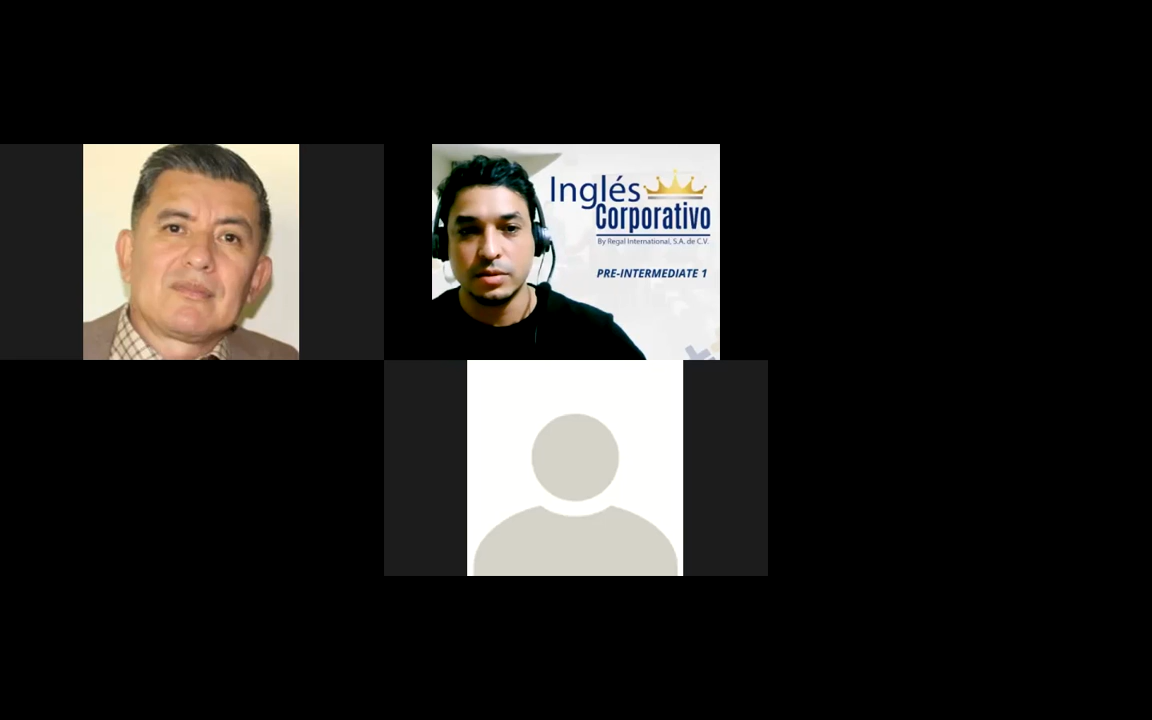 Inglés
Corporativo
By Regal International, S.A. de C.V.
PRE-INTERMEDIATE 1